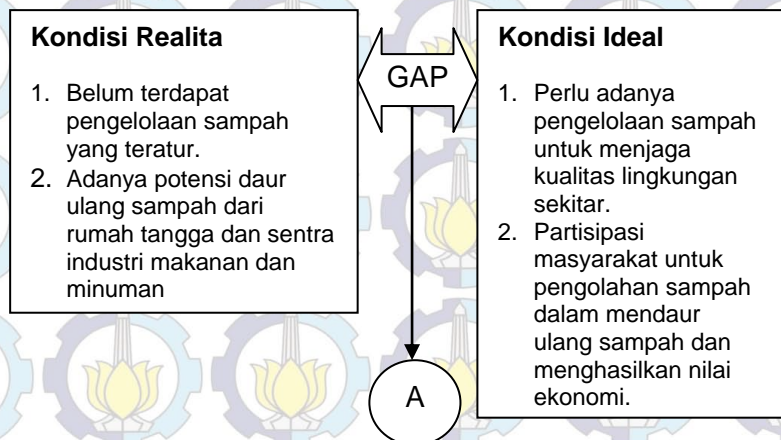 Kondisi Realita
1. Belum terdapat
pengelolaan sampah
yang teratur.
2. Adanya potensi daur
ulang sampah dari
rumah tangga dan sentra
industri makanan dan
minuman
GAP
A
Kondisi Ideal
1. Perlu adanya
pengelolaan sampah
untuk menjaga
kualitas lingkungan
sekitar.
2. Partisipasi
masyarakat untuk
pengolahan sampah
dalam mendaur
ulang sampah dan
menghasilkan nilai
ekonomi.